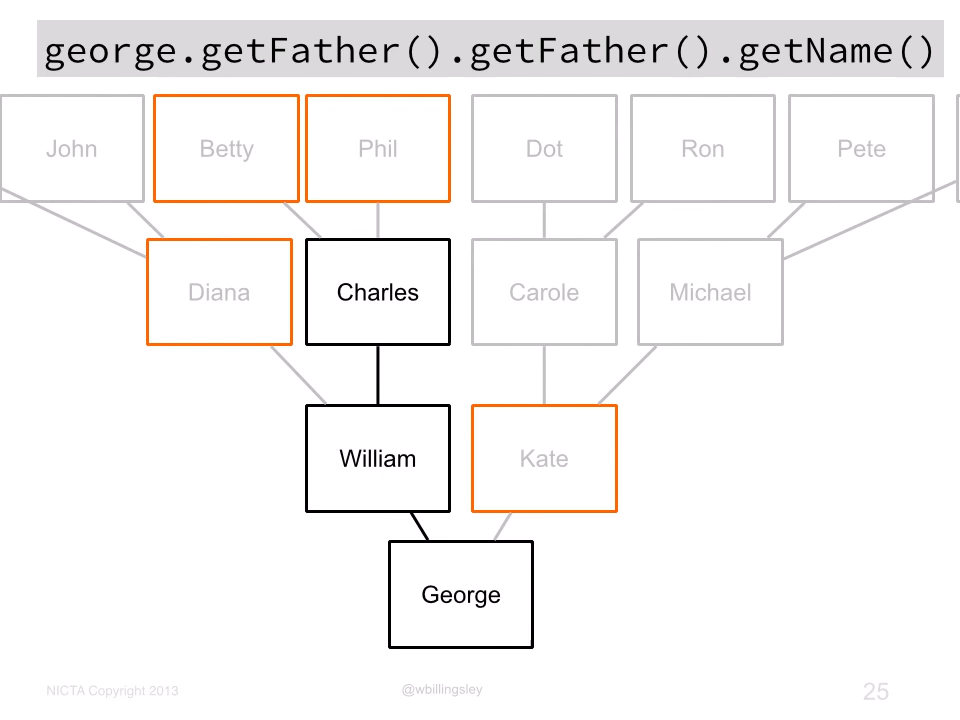 george.getFather().getFather().getName()
John Betty Phil Dot Ron Pete
Diana Charles Carole Michael
William Kate
George
NICTA Copyright 2013 @wbillingsley 25